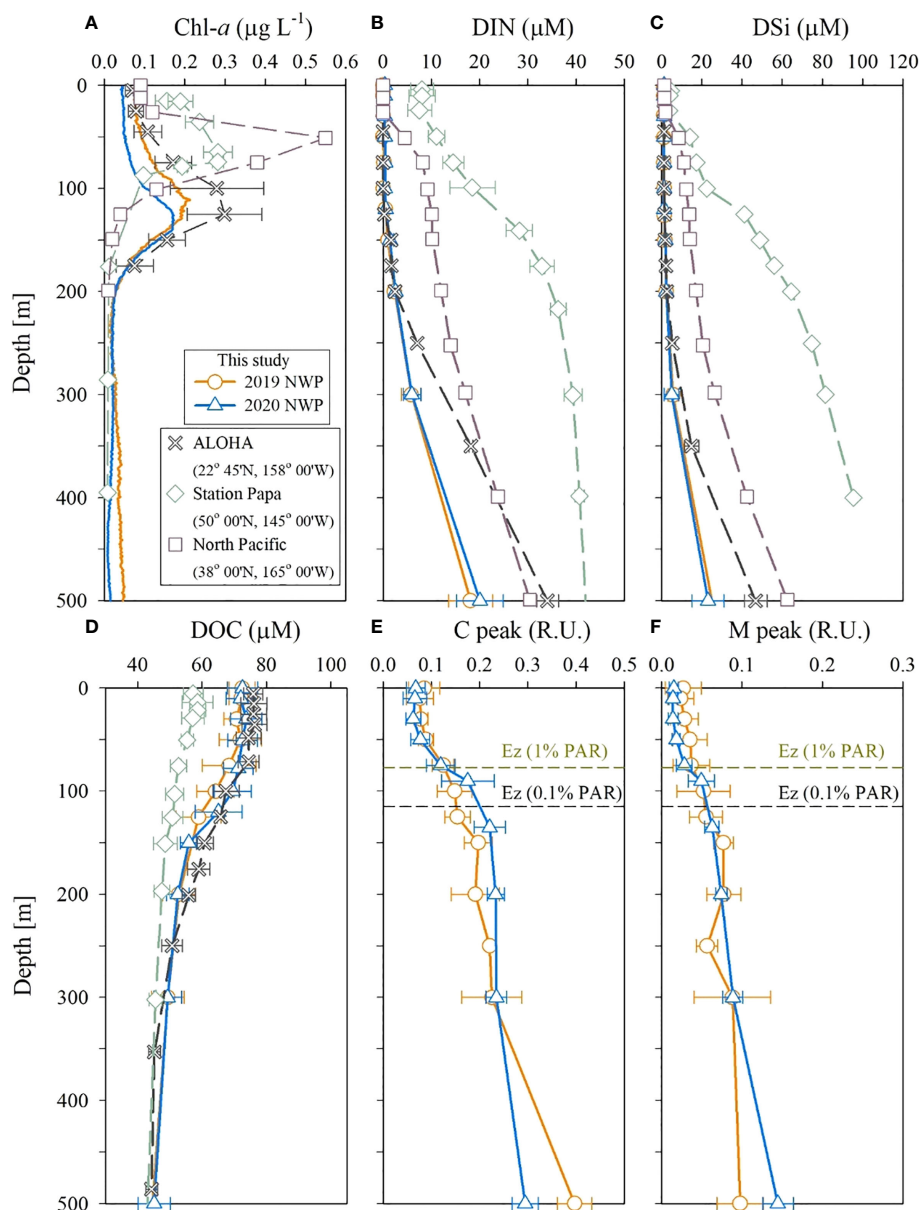 A Chl-a (μg L⁻¹)
0.0 0.1 0.2 0.3 0.4 0.5 0.6
B DIN (μM)
0 10 20 30 40 50
C DSi (μM)
0 20 40 60 80 100 120
Depth [m]
0
100
200
300
400
500
This study
2019 NWP
2020 NWP
ALOHA
(22° 45'N, 158° 00'W)
Station Papa
(50° 00'N, 145° 00'W)
North Pacific
(38° 00'N, 165° 00'W)
D DOC (μM)
40 60 80 100
E C peak (R.U.)
0.0 0.1 0.2 0.3 0.4 0.5
F M peak (R.U.)
0.0 0.1 0.2 0.3
Depth [m]
0
100
200
300
400
500
Ez (1% PAR)
Ez (0.1% PAR)
Ez (1% PAR)
Ez (0.1% PAR)